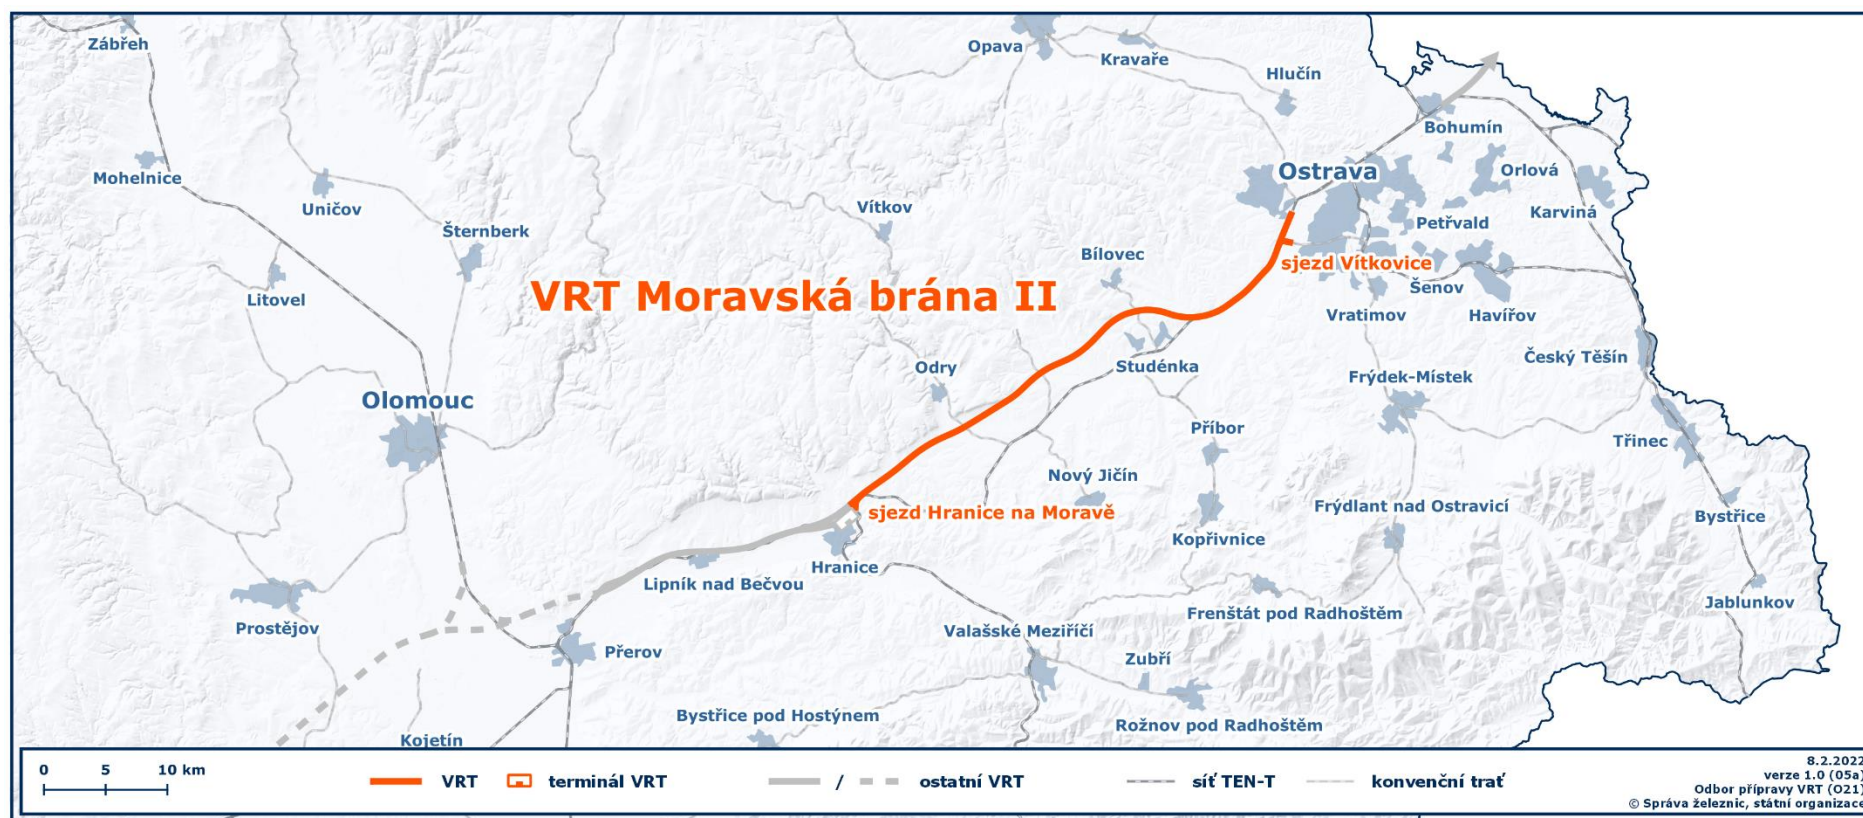 Zábřeh
Opava
Kravaře
Hlučín
Bohumín
Mohelnice
Ostrava
Orlová
Uničov
Vítkov
Karviná
Šternberk
Petřvald
Bílovec
sjezd Vítkovice
Litovel
VRT Moravská brána II
Šenov
Vratimov
Havířov
Český Těšín
Odry
Studénka
Frýdek-Místek
Olomouc
Příbor
Třinec
Nový Jičín
sjezd Hranice na Moravě
Frýdlant nad Ostravicí
Bystřice
Kopřivnice
Hranice
Lipník nad Bečvou
Jablunkov
Frenštát pod Radhoštěm
Prostějov
Valašské Meziříčí
Přerov
Zubří
Bystřice pod Hostýnem
Rožnov pod Radhoštěm
Kojetín
0 5 10 km
VRT
terminál VRT
/
ostatní VRT
síť TEN-T
konvenční trať
8.2.2022
verze 1.0 (05a)
Odbor přípravy VRT (O21)
© Správa železnic, státní organizace